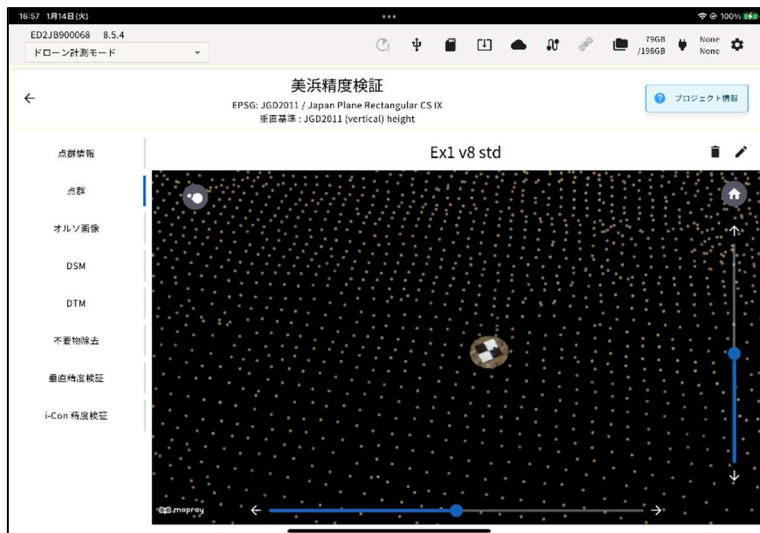 16:57 1月14日(火)
100%
ED2JB900068 8.5.4
ドローン計測モード
79GB
/198GB
None
None
美浜精度検証
EPSG: JGD2011 / Japan Plane Rectangular CS IX
垂直基準 : JGD2011 (vertical) height
プロジェクト情報
点群情報
点群
オルソ画像
DSM
DTM
不要物除去
垂直精度検証
i-Con 精度検証
Ex1 v8 std
mapray